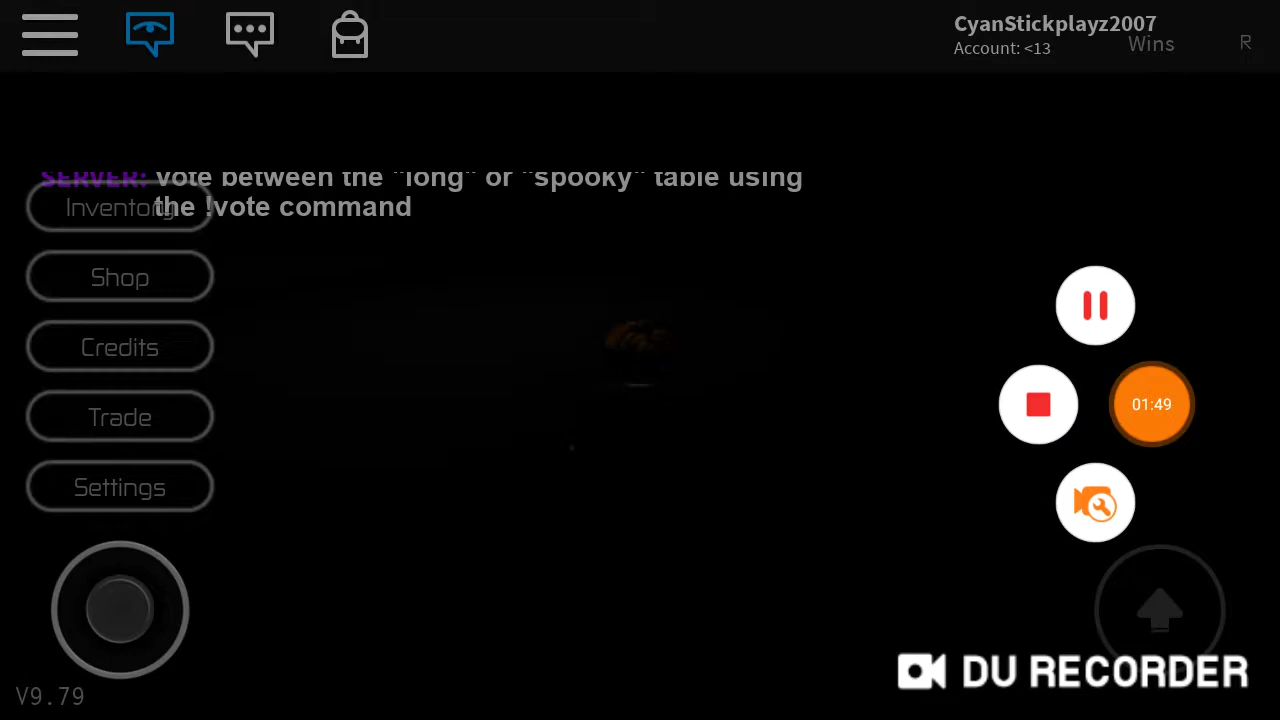 CyanStickplayz2007
Account: <13
Wins
R
SERVER: Vote between the "long" or "spooky" table using
the !vote command
Inventory
Shop
Credits
Trade
Settings
01:49
V9.79
DU RECORDER